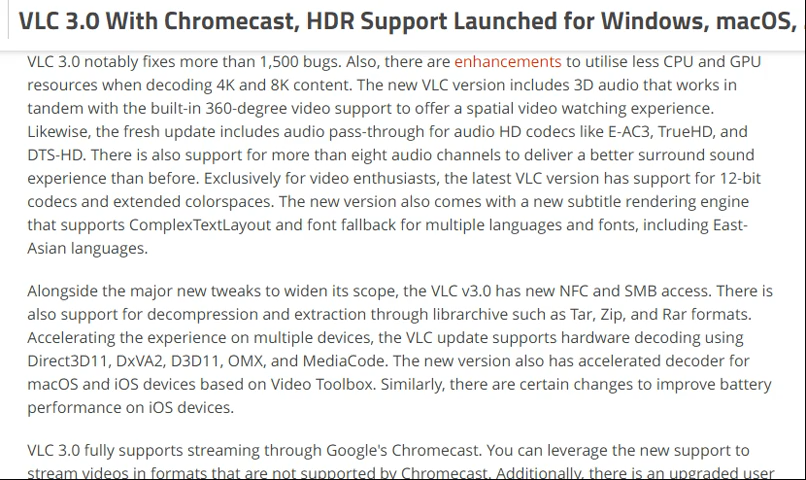 VLC 3.0 With Chromecast, HDR Support Launched for Windows, macOS,
VLC 3.0 notably fixes more than 1,500 bugs. Also, there are enhancements to utilise less CPU and GPU
resources when decoding 4K and 8K content. The new VLC version includes 3D audio that works in
tandem with the built-in 360-degree video support to offer a spatial video watching experience.
Likewise, the fresh update includes audio pass-through for audio HD codecs like E-AC3, TrueHD, and
DTS-HD. There is also support for more than eight audio channels to deliver a better surround sound
experience than before. Exclusively for video enthusiasts, the latest VLC version has support for 12-bit
codecs and extended colorspaces. The new version also comes with a new subtitle rendering engine
that supports ComplexTextLayout and font fallback for multiple languages and fonts, including East-
Asian languages.
Alongside the major new tweaks to widen its scope, the VLC v3.0 has new NFC and SMB access. There is
also support for decompression and extraction through librarchive such as Tar, Zip, and Rar formats.
Accelerating the experience on multiple devices, the VLC update supports hardware decoding using
Direct3D11, DxVA2, D3D11, OMX, and MediaCode. The new version also has accelerated decoder for
macOS and iOS devices based on Video Toolbox. Similarly, there are certain changes to improve battery
performance on iOS devices.
VLC 3.0 fully supports streaming through Google's Chromecast. You can leverage the new support to
stream videos in formats that are not supported by Chromecast. Additionally, there is an upgraded user